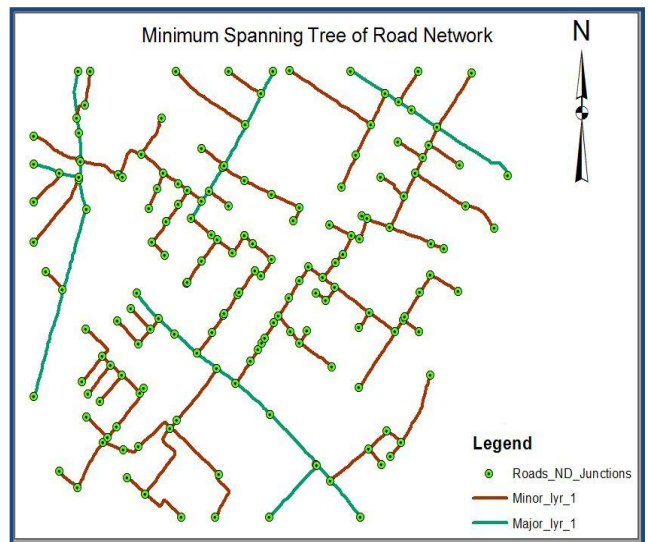 Minimum Spanning Tree of Road Network
N
Legend
Roads_ND_Junctions
Minor_lyr_1
Major_lyr_1